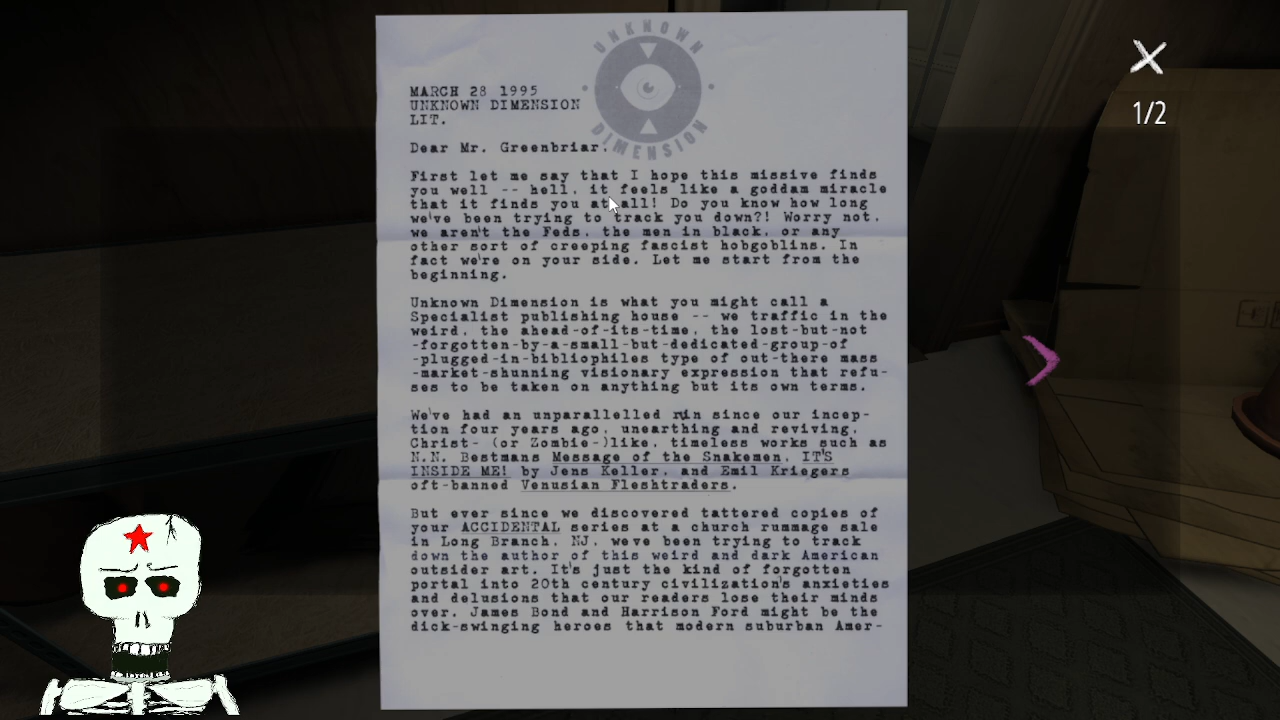 UNKNOWN
DIMENSION
1/2
MARCH 28 1995
UNKNOWN DIMENSION
LIT.
Dear Mr. Greenbriar,
First let me say that I hope this missive finds
you well -- hell, it feels like a goddam miracle
that it finds you at all! Do you know how long
we've been trying to track you down?! Worry not,
we aren't the Feds, the men in black, or any
other sort of creeping fascist hobgoblins. In
fact we're on your side. Let me start from the
beginning.
Unknown Dimension is what you might call a
Specialist publishing house -- we traffic in the
weird, the ahead-of-its-time, the lost-but-not
-forgotten-by-a-small-but-dedicated-group-of
-plugged-in-bibliophiles type of out-there mass
-market-shunning visionary expression that refu-
ses to be taken on anything but its own terms.
We've had an unparallelled run since our incep-
tion four years ago, unearthing and reviving,
Christ- (or Zombie-)like, timeless works such as
N.N. Bestmans Message of the Snakemen, IT'S
INSIDE ME! by Jens Keller, and Emil Kriegers
oft-banned Venusian Fleshtraders.
But ever since we discovered tattered copies of
your ACCIDENTAL series at a church rummage sale
in Long Branch, NJ, weve been trying to track
down the author of this weird and dark American
outsider art. It's just the kind of forgotten
portal into 20th century civilization's anxieties
and delusions that our readers lose their minds
over. James Bond and Harrison Ford might be the
dick-swinging heroes that modern suburban Amer-